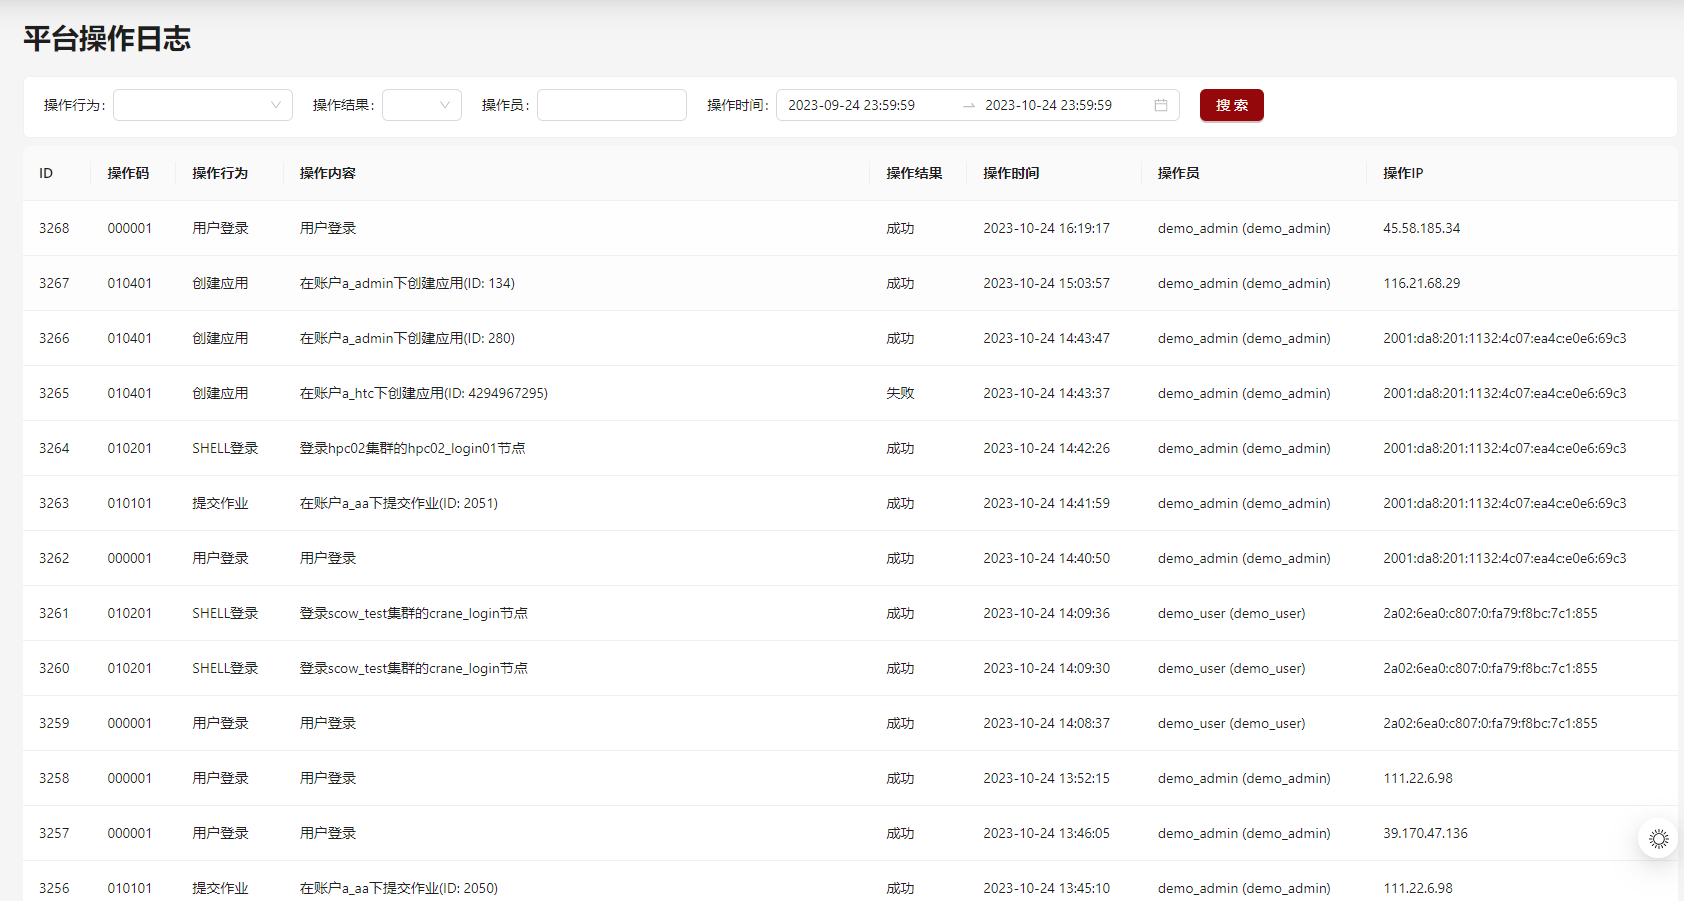 平台操作日志
操作行为: 操作结果: 操作员: 操作时间: 2023-09-24 23:59:59 → 2023-10-24 23:59:59 搜 索
ID 操作码 操作行为 操作内容 操作结果 操作时间 操作员 操作IP
3268 000001 用户登录 用户登录 成功 2023-10-24 16:19:17 demo_admin (demo_admin) 45.58.185.34
3267 010401 创建应用 在账户a_admin下创建应用(ID: 134) 成功 2023-10-24 15:03:57 demo_admin (demo_admin) 116.21.68.29
3266 010401 创建应用 在账户a_admin下创建应用(ID: 280) 成功 2023-10-24 14:43:47 demo_admin (demo_admin) 2001:da8:201:1132:4c07:ea4c:e0e6:69c3
3265 010401 创建应用 在账户a_htc下创建应用(ID: 4294967295) 失败 2023-10-24 14:43:37 demo_admin (demo_admin) 2001:da8:201:1132:4c07:ea4c:e0e6:69c3
3264 010201 SHELL登录 登录hpc02集群的hpc02_login01节点 成功 2023-10-24 14:42:26 demo_admin (demo_admin) 2001:da8:201:1132:4c07:ea4c:e0e6:69c3
3263 010101 提交作业 在账户a_aa下提交作业(ID: 2051) 成功 2023-10-24 14:41:59 demo_admin (demo_admin) 2001:da8:201:1132:4c07:ea4c:e0e6:69c3
3262 000001 用户登录 用户登录 成功 2023-10-24 14:40:50 demo_admin (demo_admin) 2001:da8:201:1132:4c07:ea4c:e0e6:69c3
3261 010201 SHELL登录 登录scow_test集群的crane_login节点 成功 2023-10-24 14:09:36 demo_user (demo_user) 2a02:6ea0:c807:0:fa79:f8bc:7c1:855
3260 010201 SHELL登录 登录scow_test集群的crane_login节点 成功 2023-10-24 14:09:30 demo_user (demo_user) 2a02:6ea0:c807:0:fa79:f8bc:7c1:855
3259 000001 用户登录 用户登录 成功 2023-10-24 14:08:37 demo_user (demo_user) 2a02:6ea0:c807:0:fa79:f8bc:7c1:855
3258 000001 用户登录 用户登录 成功 2023-10-24 13:52:15 demo_admin (demo_admin) 111.22.6.98
3257 000001 用户登录 用户登录 成功 2023-10-24 13:46:05 demo_admin (demo_admin) 39.170.47.136
3256 010101 提交作业 在账户a_aa下提交作业(ID: 2050) 成功 2023-10-24 13:45:10 demo_admin (demo_admin) 111.22.6.98